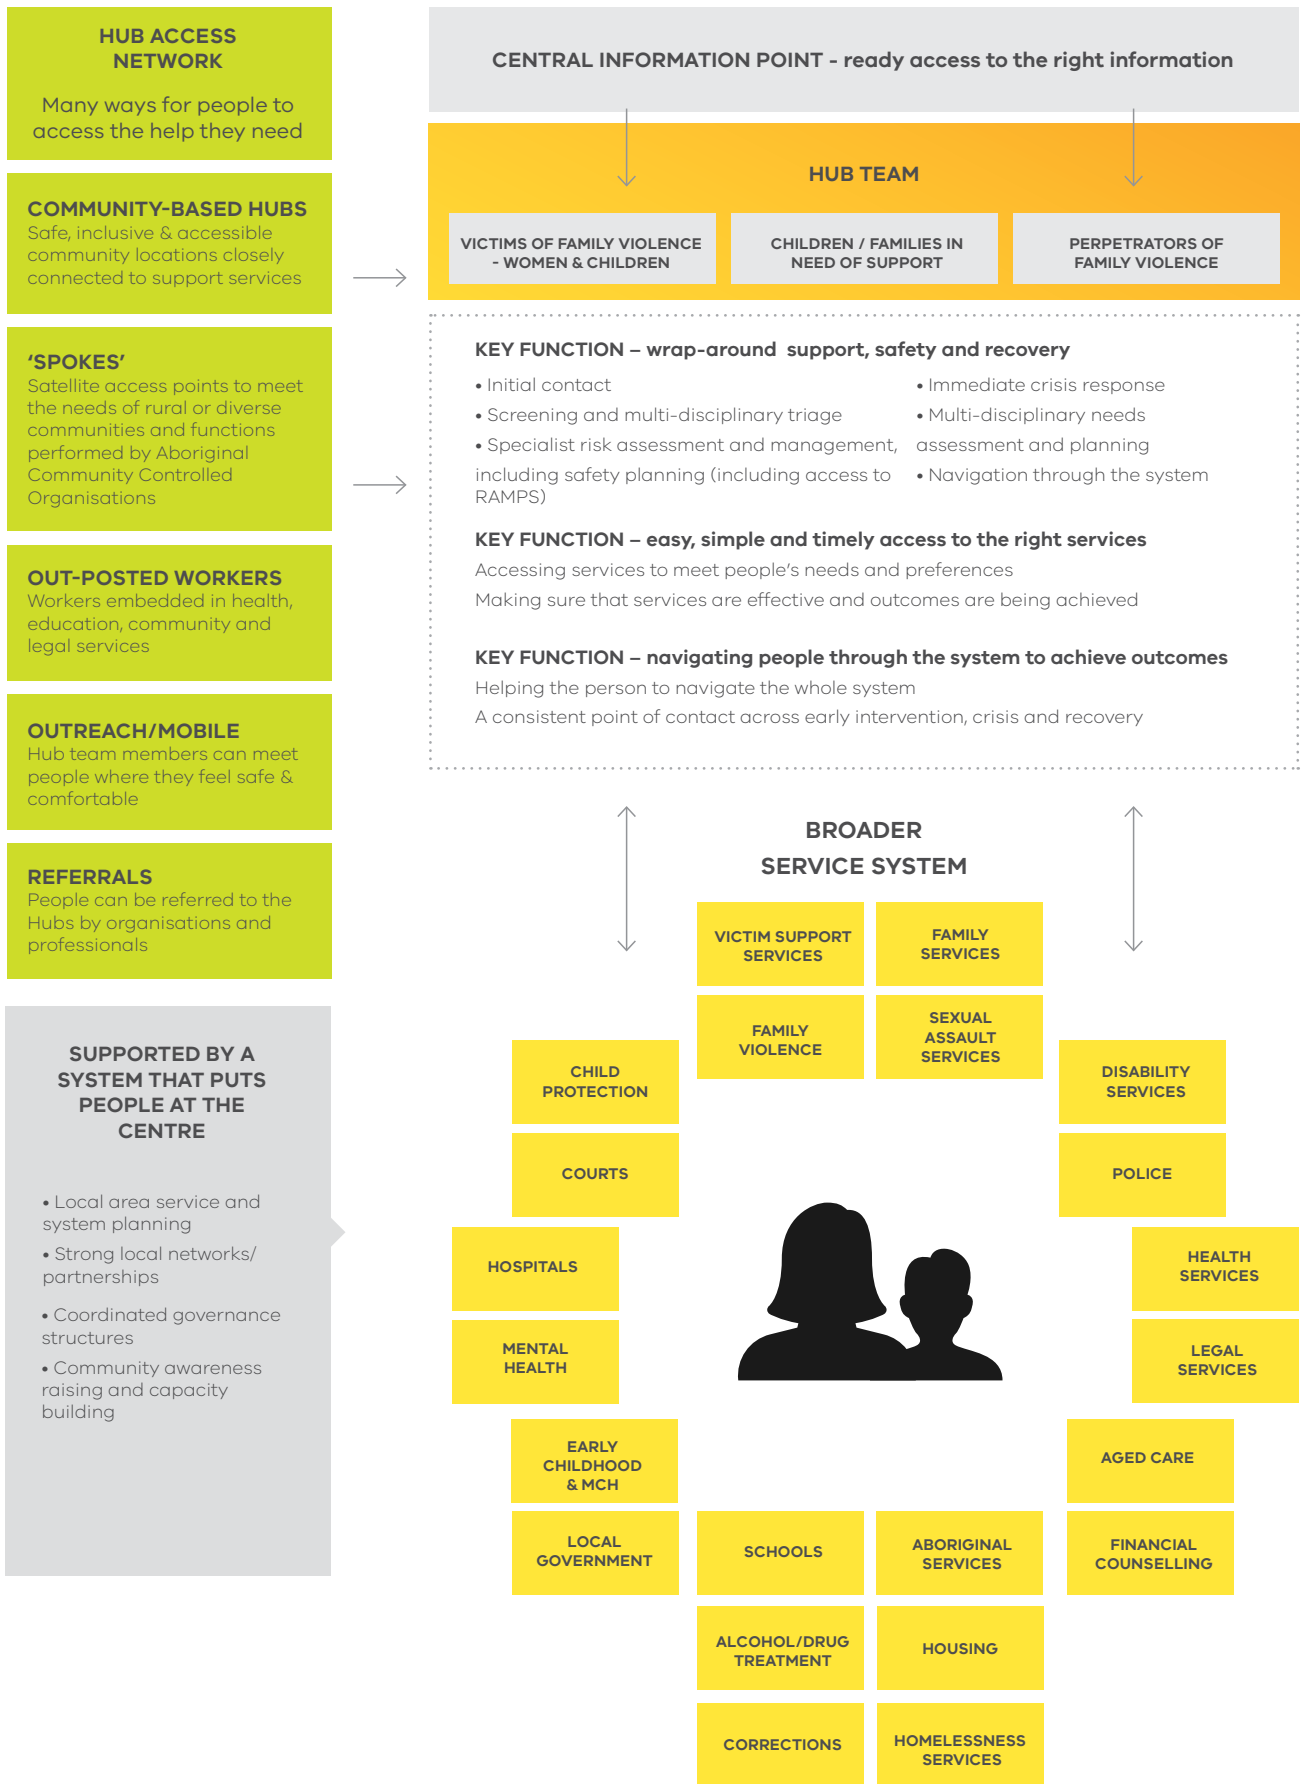 HUB ACCESS
NETWORK
Many ways for people to
access the help they need
COMMUNITY-BASED HUBS
Safe, inclusive & accessible
community locations closely
connected to support services
‘SPOKES’
Satellite access points to meet
the needs of rural or diverse
communities and functions
performed by Aboriginal
Community Controlled
Organisations
OUT-POSTED WORKERS
Workers embedded in health,
education, community and
legal services
OUTREACH/MOBILE
Hub team members can meet
people where they feel safe &
comfortable
REFERRALS
People can be referred to the
Hubs by organisations and
professionals
SUPPORTED BY A
SYSTEM THAT PUTS
PEOPLE AT THE
CENTRE
• Local area service and
system planning
• Strong local networks/
partnerships
• Coordinated governance
structures
• Community awareness
raising and capacity
building
CENTRAL INFORMATION POINT - ready access to the right information
HUB TEAM
VICTIMS OF FAMILY VIOLENCE
- WOMEN & CHILDREN
CHILDREN / FAMILIES IN
NEED OF SUPPORT
PERPETRATORS OF
FAMILY VIOLENCE
KEY FUNCTION – wrap-around support, safety and recovery
• Initial contact
• Screening and multi-disciplinary triage
• Specialist risk assessment and management,
including safety planning (including access to
RAMPS)
• Immediate crisis response
• Multi-disciplinary needs
assessment and planning
• Navigation through the system
KEY FUNCTION – easy, simple and timely access to the right services
Accessing services to meet people’s needs and preferences
Making sure that services are effective and outcomes are being achieved
KEY FUNCTION – navigating people through the system to achieve outcomes
Helping the person to navigate the whole system
A consistent point of contact across early intervention, crisis and recovery
BROADER
SERVICE SYSTEM
VICTIM SUPPORT
SERVICES
FAMILY
SERVICES
FAMILY
VIOLENCE
SEXUAL
ASSAULT
SERVICES
CHILD
PROTECTION
DISABILITY
SERVICES
COURTS
POLICE
HOSPITALS
HEALTH
SERVICES
MENTAL
HEALTH
LEGAL
SERVICES
EARLY
CHILDHOOD
& MCH
AGED CARE
LOCAL
GOVERNMENT
SCHOOLS
ABORIGINAL
SERVICES
FINANCIAL
COUNSELLING
ALCOHOL/DRUG
TREATMENT
HOUSING
CORRECTIONS
HOMELESSNESS
SERVICES